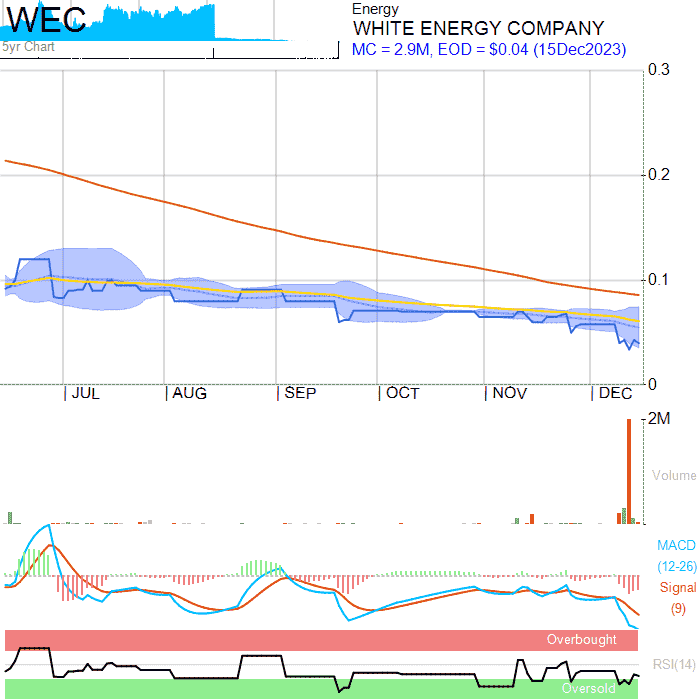 WEC
Energy
WHITE ENERGY COMPANY
5yr Chart
MC = 2.9M, EOD = $0.04 (15Dec2023)
0.3
0.2
0.1
0
JUL AUG SEP OCT NOV DEC
2M
Volume
MACD
(12-26)
Signal
(9)
Overbought
RSI(14)
Oversold